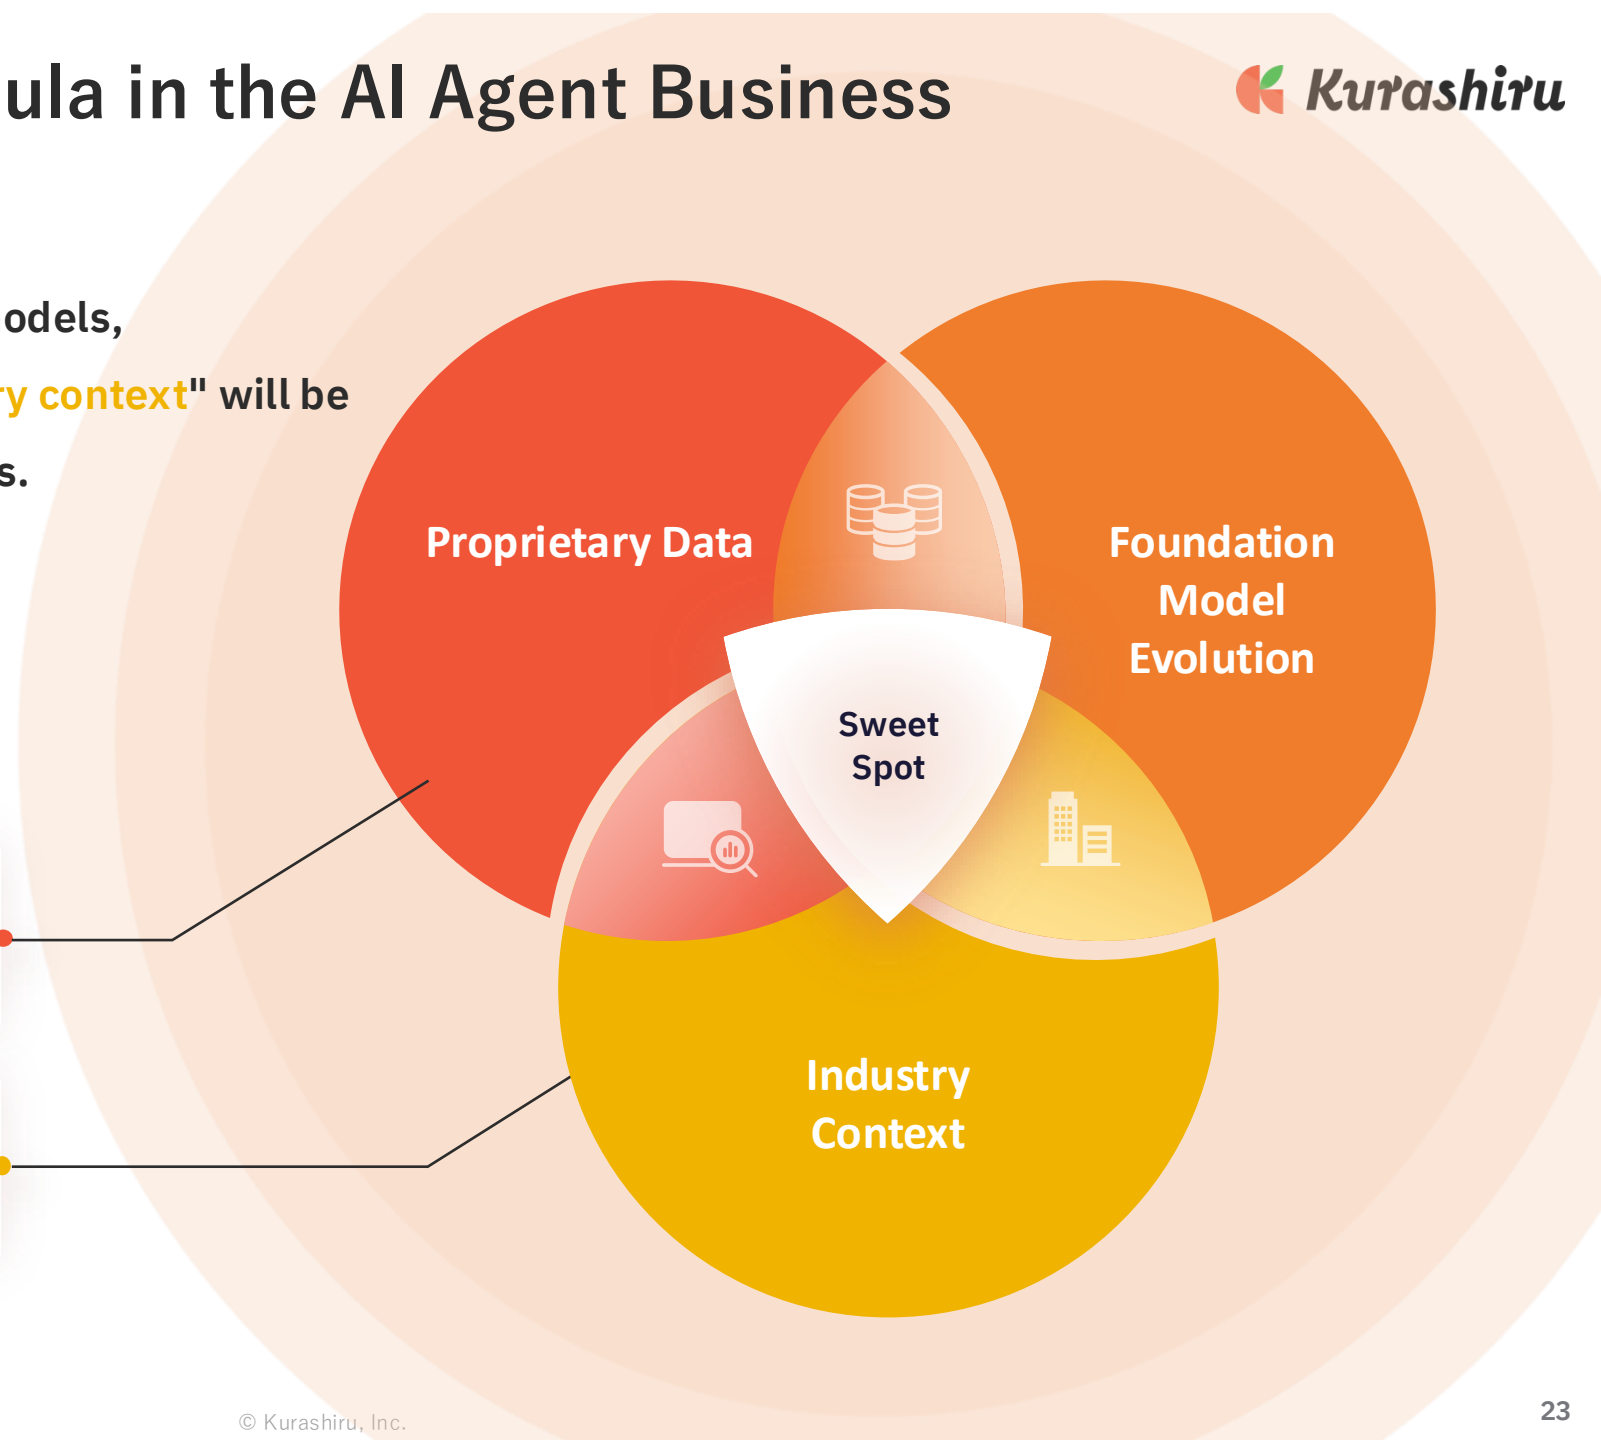 ula in the AI Agent Business
Kurashiru
odels,
ry context" will be
s.
Proprietary Data
Foundation
Model
Evolution
Sweet
Spot
Industry
Context
© Kurashiru, Inc.
23